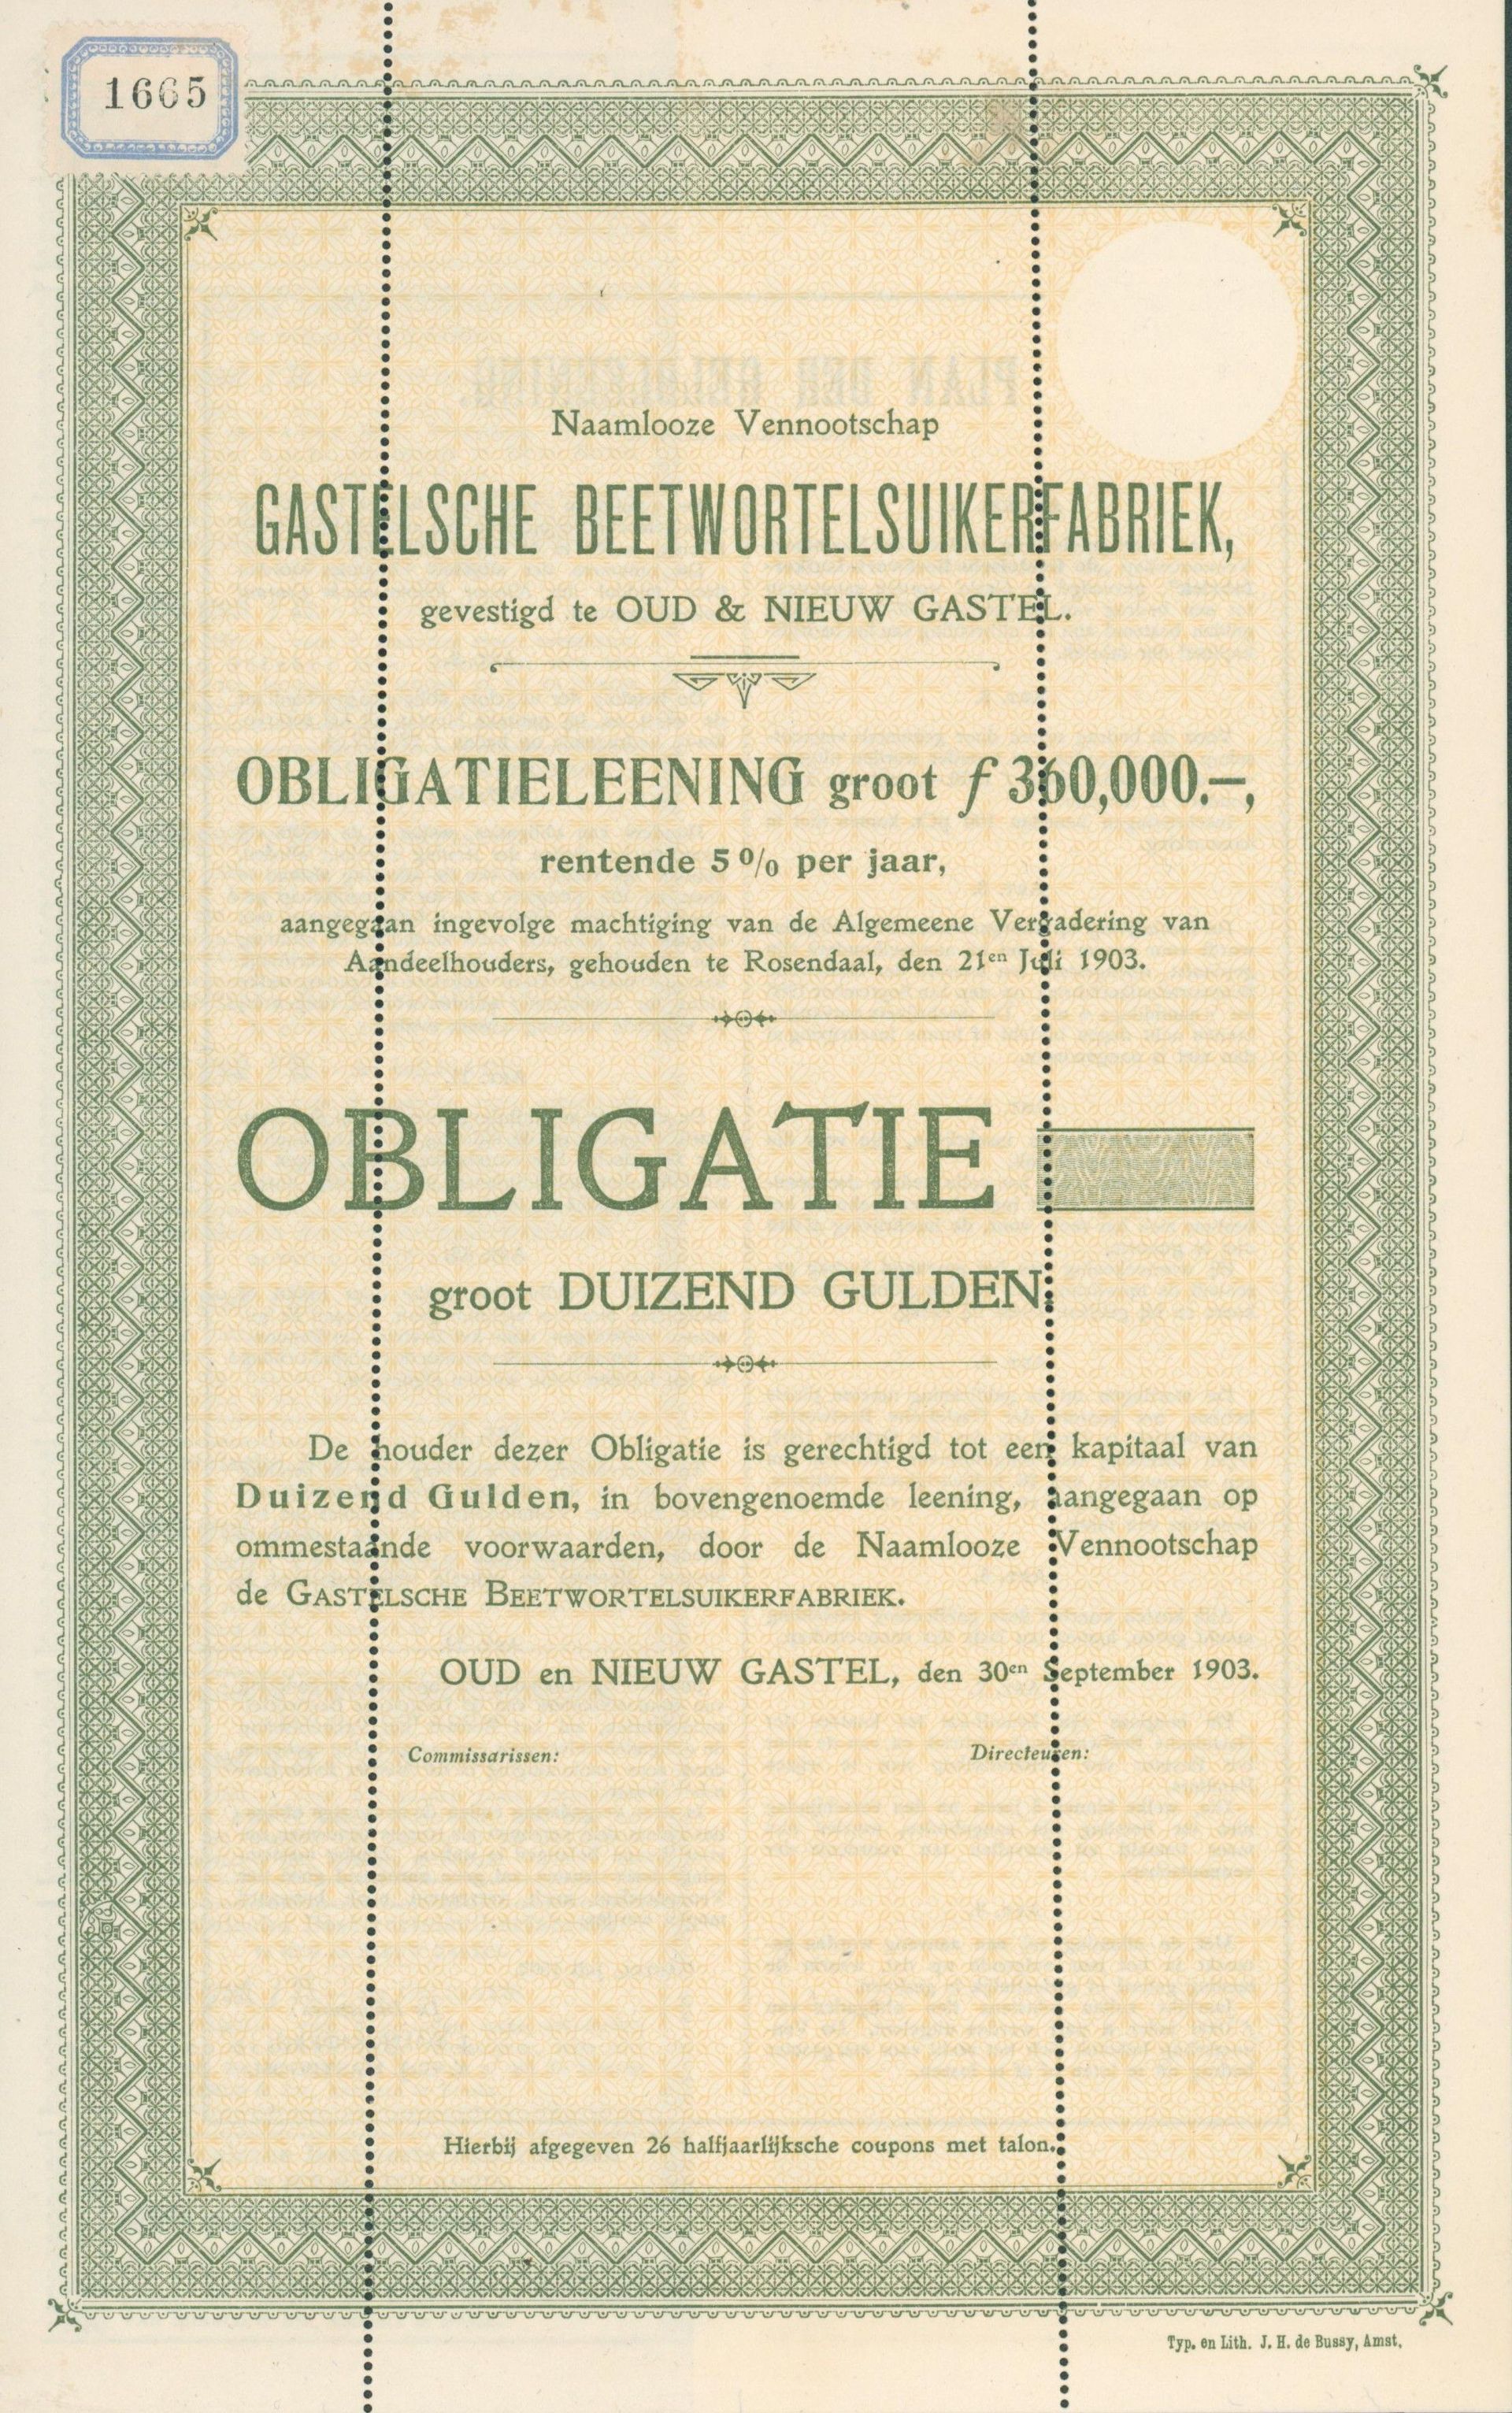 1665
Naamlooze Vennootschap
GASTELSCHE BEETWORTELSUIKERFABRIEK,
gevestigd te OUD & NIEUW GASTEL.
OBLIGATIELEENING groot ƒ 360,000.–,
rentende 5 % per jaar,
aangegaan ingevolge machtiging van de Algemeene Vergadering van
Aandeelhouders, gehouden te Rosendaal, den 21en Juli 1903.
OBLIGATIE
groot DUIZEND GULDEN.
De houder dezer Obligatie is gerechtigd tot een kapitaal van
Duizend Gulden, in bovengenoemde leening, aangegaan op
ommestaande voorwaarden, door de Naamlooze Vennootschap
de GASTELSCHE BEETWORTELSUIKERFABRIEK.
OUD en NIEUW GASTEL, den 30en September 1903.
Commissarissen: Directeuren:
Hierbij afgegeven 26 halfjaarlijksche coupons met talon.
Typ. en Lith. J. H. de Bussy, Amst.